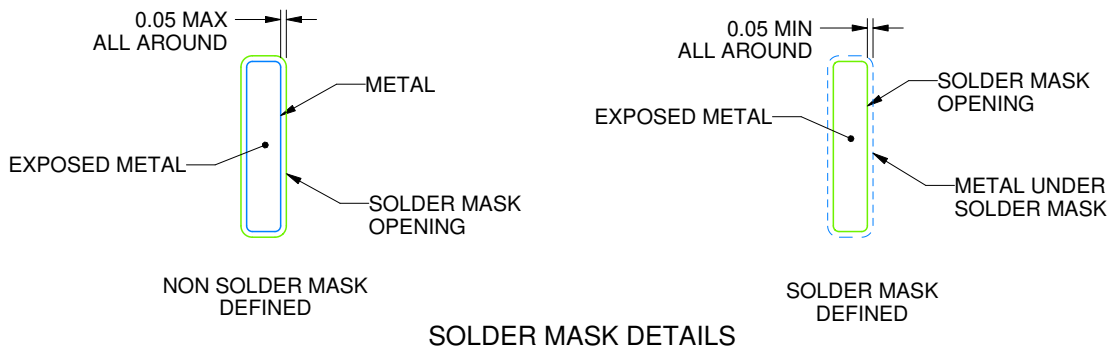 0.05 MAX
ALL AROUND
METAL
EXPOSED METAL
SOLDER MASK
OPENING
NON SOLDER MASK
DEFINED
0.05 MIN
ALL AROUND
SOLDER MASK
OPENING
EXPOSED METAL
METAL UNDER
SOLDER MASK
SOLDER MASK
DEFINED
SOLDER MASK DETAILS